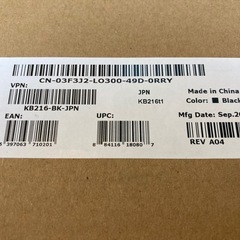 CN-03F3J2-LO300-49D-0RRY
VPN:
JPN
Made in China
KB216-BK-JPN
KB216t1
Color: Black
EAN:
UPC:
Mfg Date: Sep.20
5 397063 710201
8 84116 18080 7
REV A04